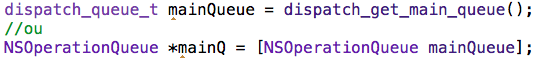 dispatch_queue_t mainQueue = dispatch_get_main_queue();
//ou
NSOperationQueue *mainQ = [NSOperationQueue mainQueue];